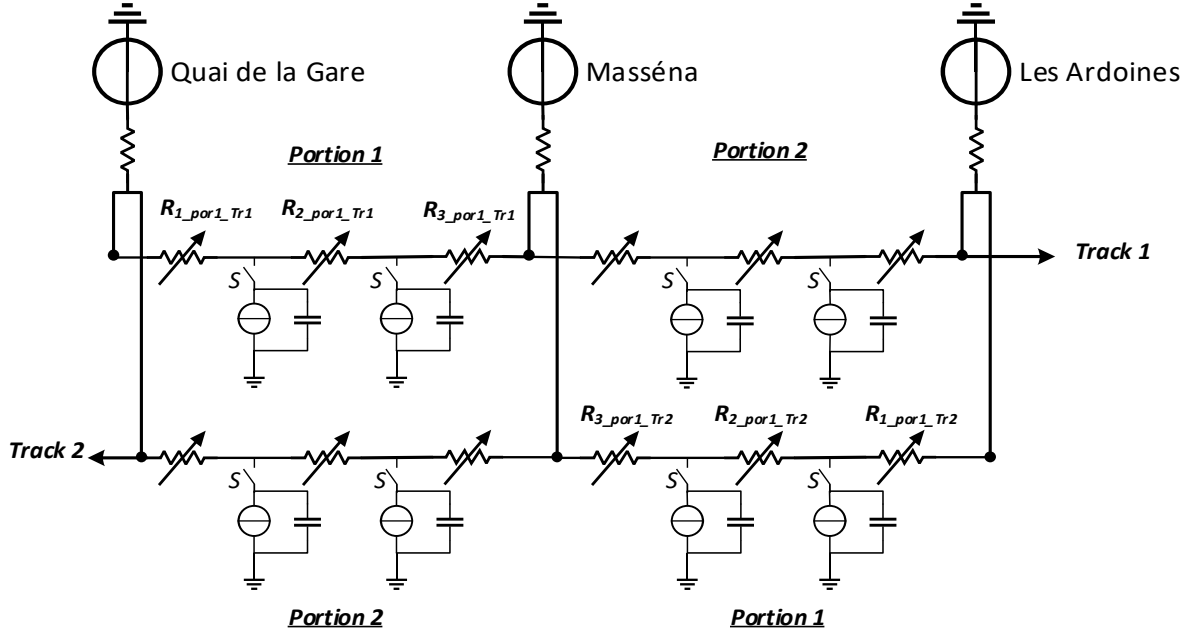 Quai de la Gare
Masséna
Les Ardoines
Portion 1
Portion 2
R1_por1_Tr1
R2_por1_Tr1
R3_por1_Tr1
Track 1
S
S
S
S
R3_por1_Tr2
R2_por1_Tr2
R1_por1_Tr2
Track 2
S
S
S
S
Portion 2
Portion 1